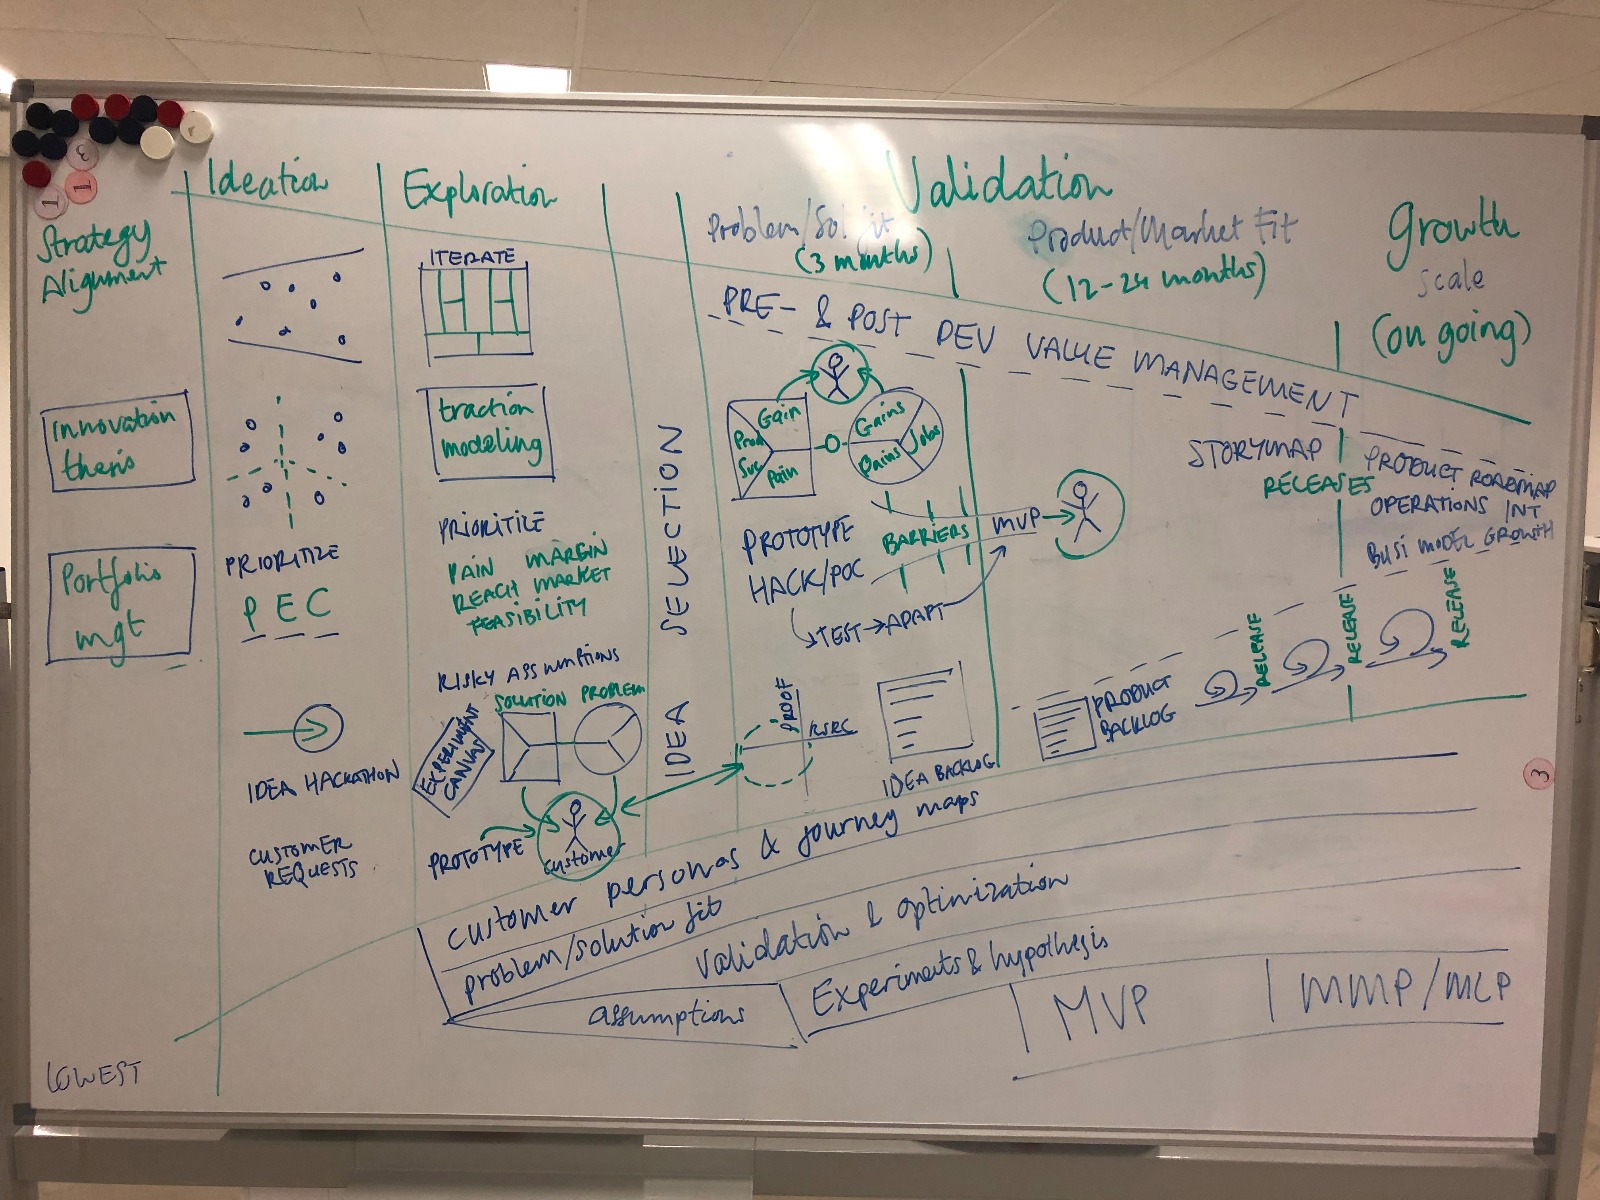 Strategy
Alignment
innovation
thesis
Portfolio
mgt
LOWEST
Ideation
PRIORITIZE
P E C
IDEA HACKATHON
CUSTOMER
REQUESTS
Exploration
ITERATE
traction
modeling
PRIORITIZE
PAIN MARGIN
REACH MARKET
FEASIBILITY
RISKY ASSUMPTIONS
SOLUTION PROBLEM
EXPERIMENT
CANVAS
PROTOTYPE
Customer
IDEA SELECTION
Validation
Problem/Sol fit
(3 months)
Product/Market Fit
(12-24 months)
PRE- & POST DEV VALUE MANAGEMENT
Gain
Prod
Svc
Pain
Gains
Jobs
Pains
PROTOTYPE
HACK/POC
BARRIERS
MVP
TEST → ADAPT
PROOF
RSRC
IDEA BACKLOG
STORYMAP
RELEASES
PRODUCT
BACKLOG
RELEASE
RELEASE
RELEASE
Growth
scale
(on going)
PRODUCT ROADMAP
OPERATIONS INT
BUSI MODEL GROWTH
customer personas & journey maps
problem/solution fit
validation & optimization
assumptions
Experiments & hypothesis
MVP
MMP/MLP
3
1
1
3